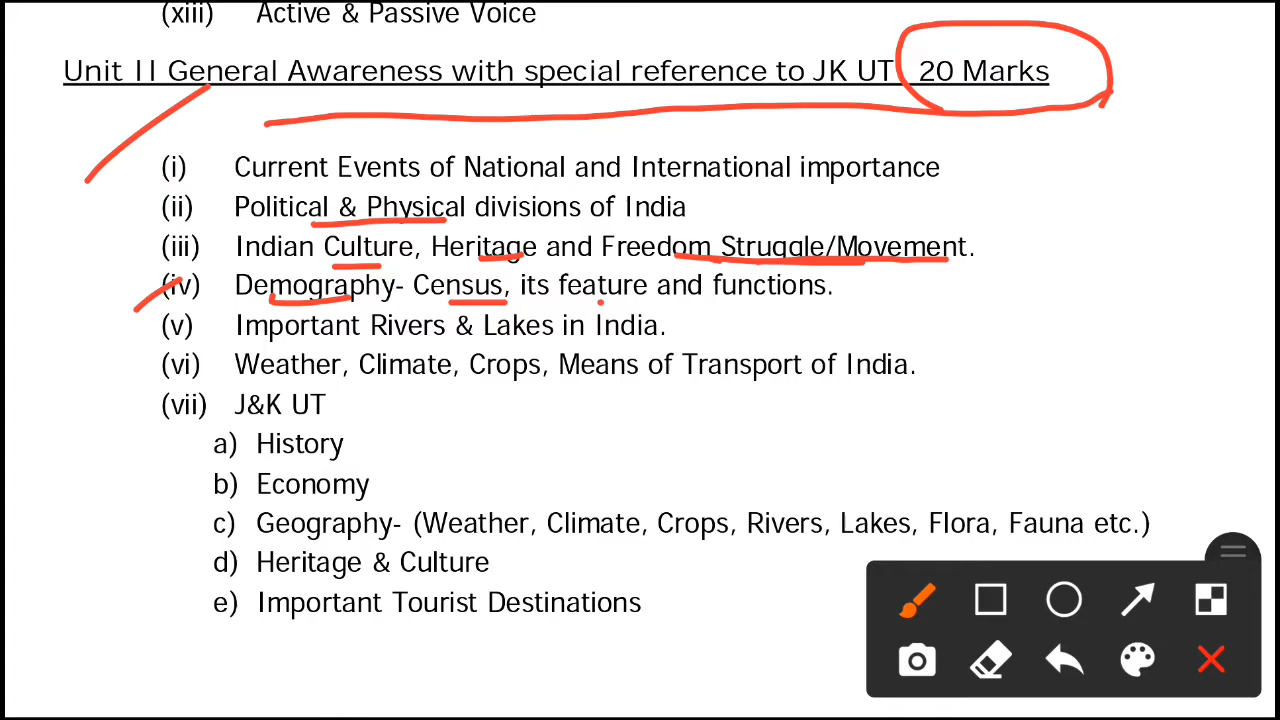 (xiii) Active & Passive Voice
Unit II General Awareness with special reference to JK UT 20 Marks
(i) Current Events of National and International importance
(ii) Political & Physical divisions of India
(iii) Indian Culture, Heritage and Freedom Struggle/Movement.
(iv) Demography- Census, its feature and functions.
(v) Important Rivers & Lakes in India.
(vi) Weather, Climate, Crops, Means of Transport of India.
(vii) J&K UT
a) History
b) Economy
c) Geography- (Weather, Climate, Crops, Rivers, Lakes, Flora, Fauna etc.)
d) Heritage & Culture
e) Important Tourist Destinations